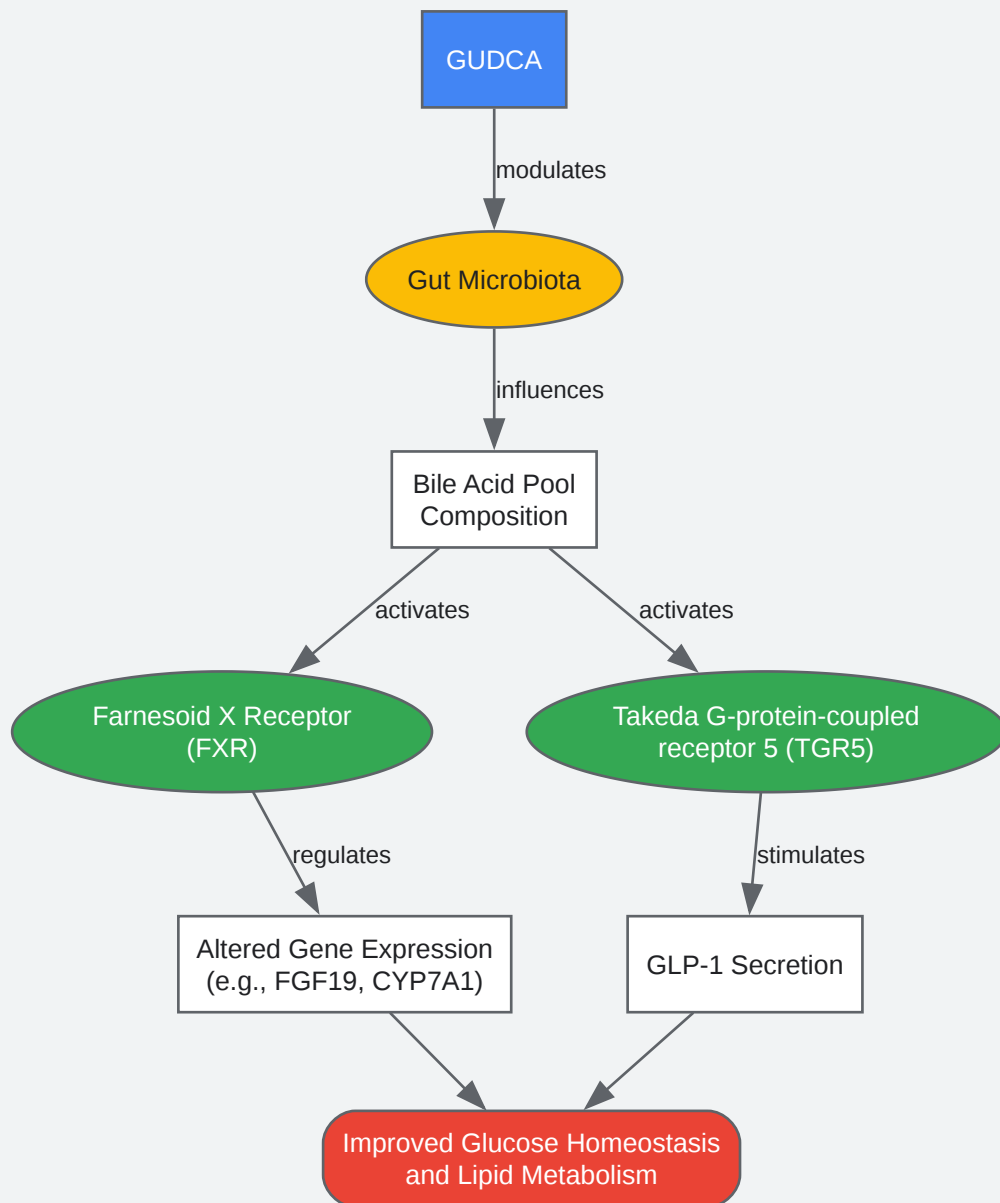 GUDCA
modulates
Gut Microbiota
influences
Bile Acid Pool
Composition
activates
activates
Farnesoid X Receptor
(FXR)
Takeda G-protein-coupled
receptor 5 (TGR5)
regulates
stimulates
Altered Gene Expression
(e.g., FGF19, CYP7A1)
GLP-1 Secretion
Improved Glucose Homeostasis
and Lipid Metabolism